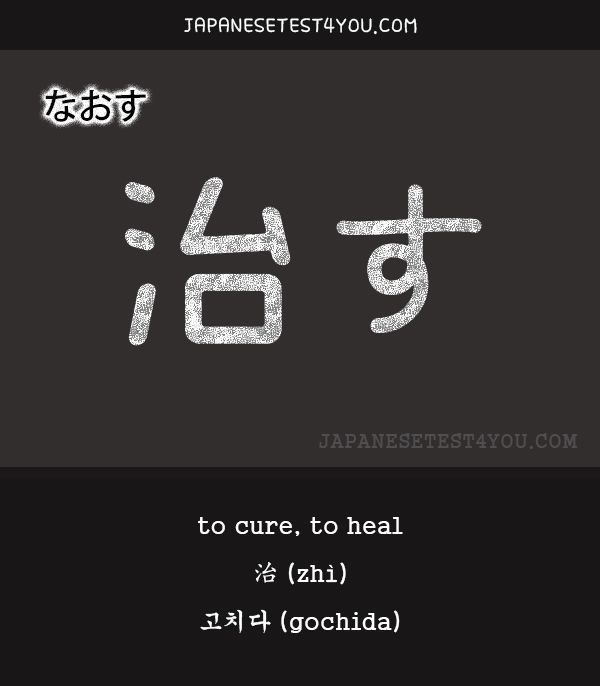 JAPANESETEST4YOU.COM
なおす
治す
JAPANESETEST4YOU.COM
to cure, to heal
治 (zhì)
고치다 (gochida)